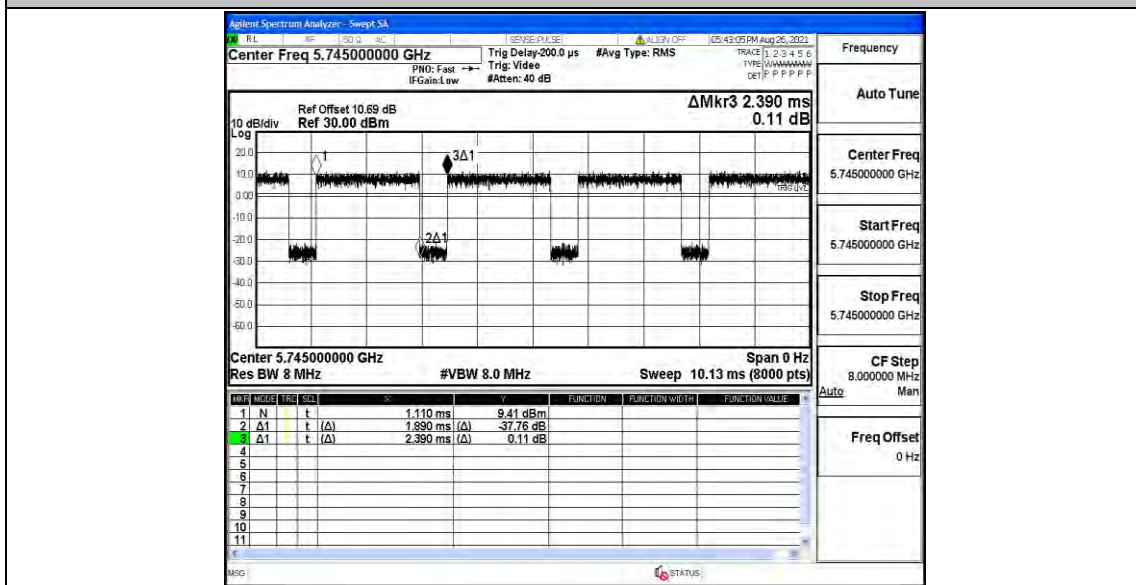 Agilent Spectrum Analyzer - Swept SA
RL RF 50 Ω AC SENSE:PULSE ALIGN OFF 05:43:05 PM Aug 26, 2021
Center Freq 5.745000000 GHz
PNO: Fast
IFGain:Low
Trig Delay-200.0 µs
Trig: Video
#Atten: 40 dB
#Avg Type: RMS
TRACE 1 2 3 4 5 6
TYPE
DET P P P P P P
Frequency
Auto Tune
Center Freq
5.745000000 GHz
Start Freq
5.745000000 GHz
Stop Freq
5.745000000 GHz
CF Step
8.000000 MHz
Auto Man
Freq Offset
0 Hz
ΔMkr3 2.390 ms
0.11 dB
Ref Offset 10.69 dB
10 dB/div Ref 30.00 dBm
Log
20.0
10.0
0.00
-10.0
-20.0
-30.0
-40.0
-50.0
-60.0
1
3Δ1
2Δ1
TRIG LVL
Center 5.745000000 GHz Span 0 Hz
Res BW 8 MHz #VBW 8.0 MHz Sweep 10.13 ms (8000 pts)
MKR MODE TRC SCL X Y FUNCTION FUNCTION WIDTH FUNCTION VALUE
1 N t 1.110 ms 9.41 dBm
2 Δ1 t (Δ) 1.890 ms (Δ) -37.76 dB
3 Δ1 t (Δ) 2.390 ms (Δ) 0.11 dB
4
5
6
7
8
9
10
11
MSG STATUS